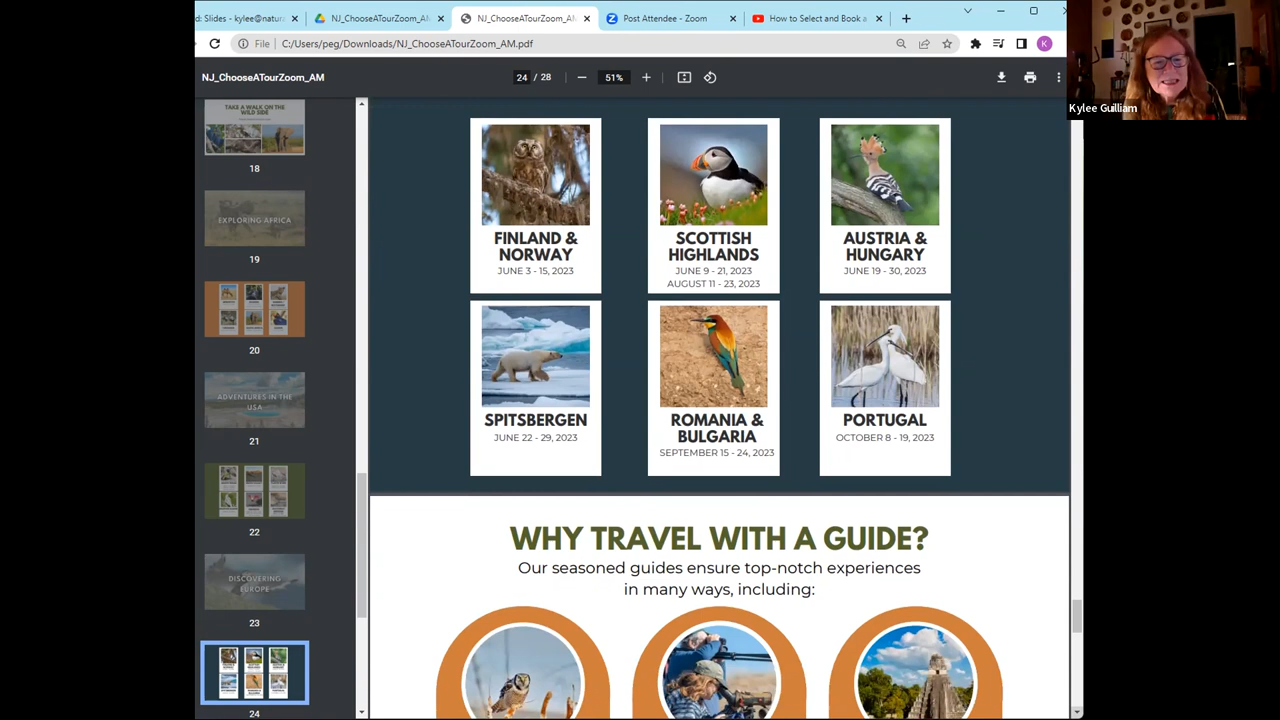 d: Slides - kylee@natura
NJ_ChooseATourZoom_AM.
NJ_ChooseATourZoom_AM.
Post Attendee - Zoom
How to Select and Book a
File
C:/Users/peg/Downloads/NJ_ChooseATourZoom_AM.pdf
K
NJ_ChooseATourZoom_AM
24 / 28
51%
Kylee Guilliam
TAKE A WALK ON THE
WILD SIDE
18
EXPLORING AFRICA
19
20
ADVENTURES IN THE
USA
21
22
DISCOVERING
EUROPE
23
24
FINLAND &
NORWAY
JUNE 3 - 15, 2023
SCOTTISH
HIGHLANDS
JUNE 9 - 21, 2023
AUGUST 11 - 23, 2023
AUSTRIA &
HUNGARY
JUNE 19 - 30, 2023
SPITSBERGEN
JUNE 22 - 29, 2023
ROMANIA &
BULGARIA
SEPTEMBER 15 - 24, 2023
PORTUGAL
OCTOBER 8 - 19, 2023
WHY TRAVEL WITH A GUIDE?
Our seasoned guides ensure top-notch experiences
in many ways, including: